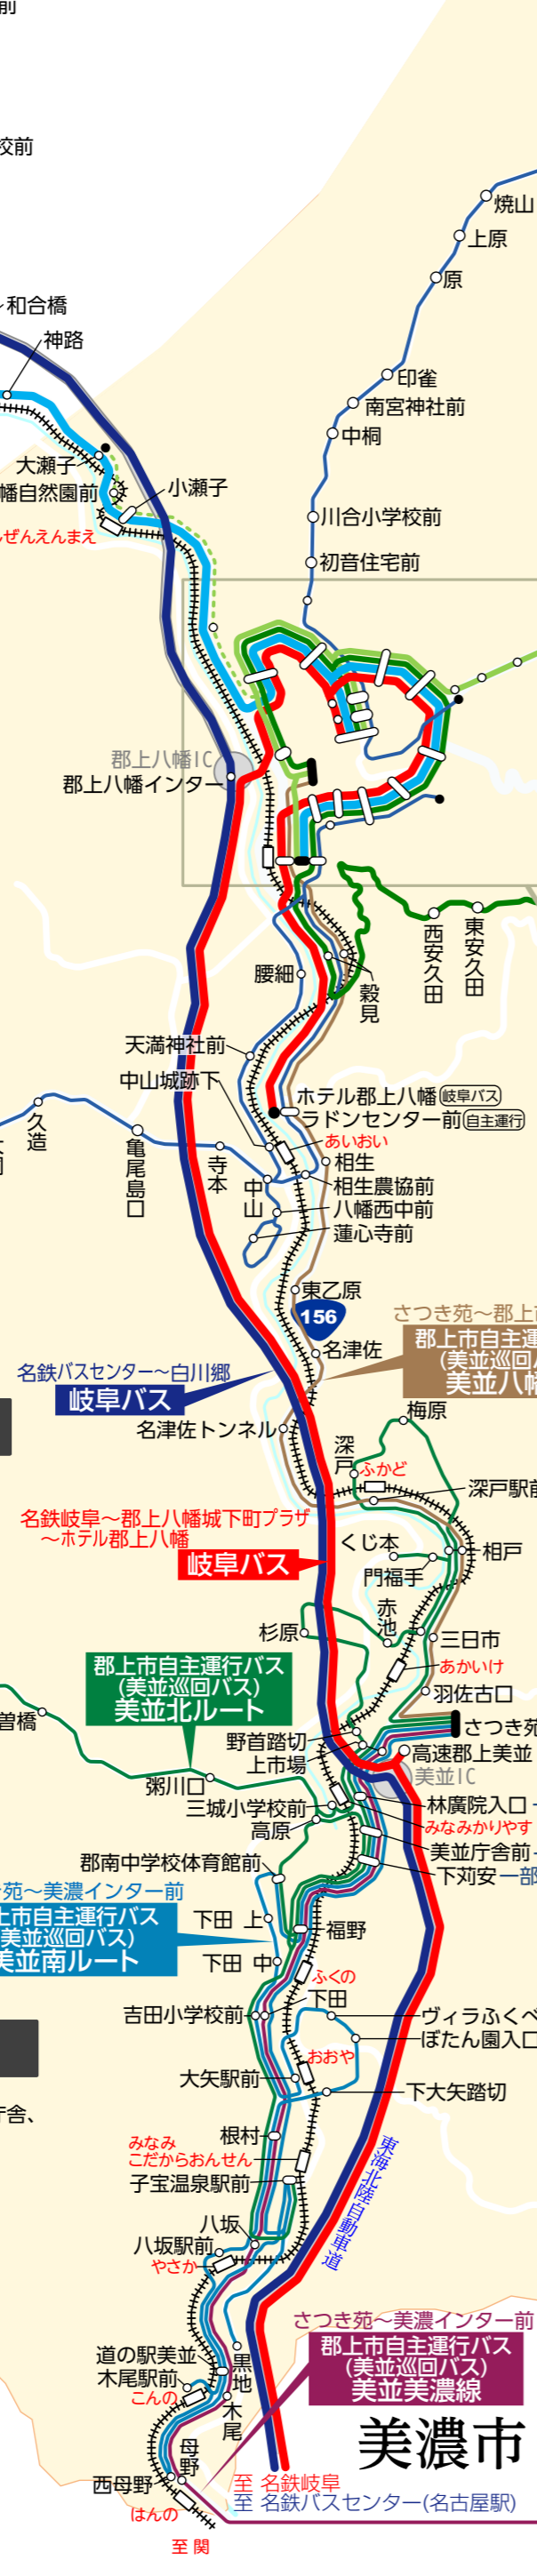 前
校前
焼山
上原
原
和合橋
神路
印雀
南宮神社前
中桐
大瀬子
小瀬子
幡自然園前
川合小学校前
ぜんえんまえ
初音住宅前
郡上八幡IC
郡上八幡インター
西安久田
東安久田
腰細
穀見
天満神社前
中山城跡下
ホテル郡上八幡 岐阜バス
ラドンセンター前 自主運行
久造
亀尾島口
寺本
中山
あいおい
相生
相生農協前
八幡西中前
蓮心寺前
東乙原
156
さつき苑～郡上
名津佐
郡上市自主運
(美並巡回
美並八幡
名鉄バスセンター～白川郷
岐阜バス
名津佐トンネル
梅原
深戸
ふかど
深戸駅前
名鉄岐阜～郡上八幡城下町プラザ
～ホテル郡上八幡
岐阜バス
くじ本
門福手
相戸
赤池
杉原
三日市
あかいけ
郡上市自主運行バス
(美並巡回バス)
美並北ルート
羽佐古口
曽橋
さつき苑
野首踏切
上市場
高速郡上美並
美並IC
粥川口
三城小学校前
高原
林廣院入口
みなみかりやす
美並庁舎前
下苅安 一部
郡南中学校体育館前
苑～美濃インター前
上市自主運行バス
美並巡回バス)
美並南ルート
下田 上
福野
下田 中
ふくの
下田
吉田小学校前
ヴィラふくべ
ぼたん園入口
おおや
大矢駅前
下大矢踏切
庁舎、
根村
みなみ
こだからおんせん
子宝温泉駅前
東海北陸自動車道
八坂
八坂駅前
やさか
さつき苑～美濃インター前
郡上市自主運行バス
(美並巡回バス)
美並美濃線
道の駅美並
木尾駅前
こんの
黒地
木尾
美濃市
母野
西母野
はんの
至 名鉄岐阜
至 名鉄バスセンター(名古屋駅)
至 関